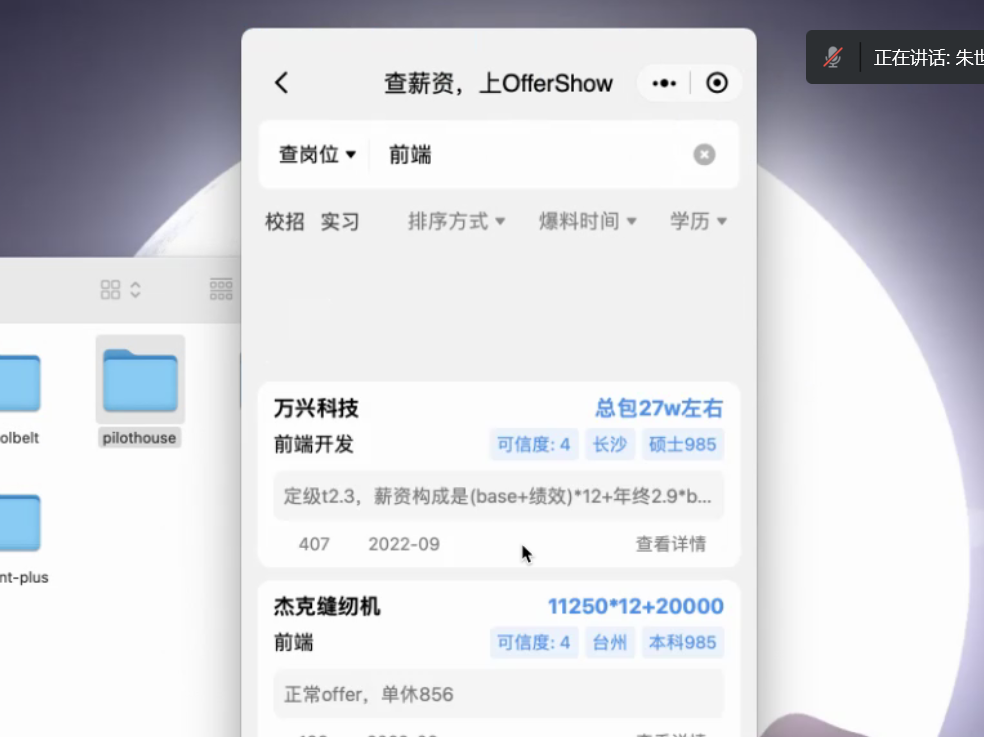 查薪资，上OfferShow
正在讲话: 朱世
查岗位 前端
校招 实习 排序方式 爆料时间 学历
olbelt
pilothouse
nt-plus
万兴科技 总包27w左右
前端开发 可信度: 4 长沙 硕士985
定级t2.3，薪资构成是(base+绩效)*12+年终2.9*b...
407 2022-09 查看详情
杰克缝纫机 11250*12+20000
前端 可信度: 4 台州 本科985
正常offer，单休856